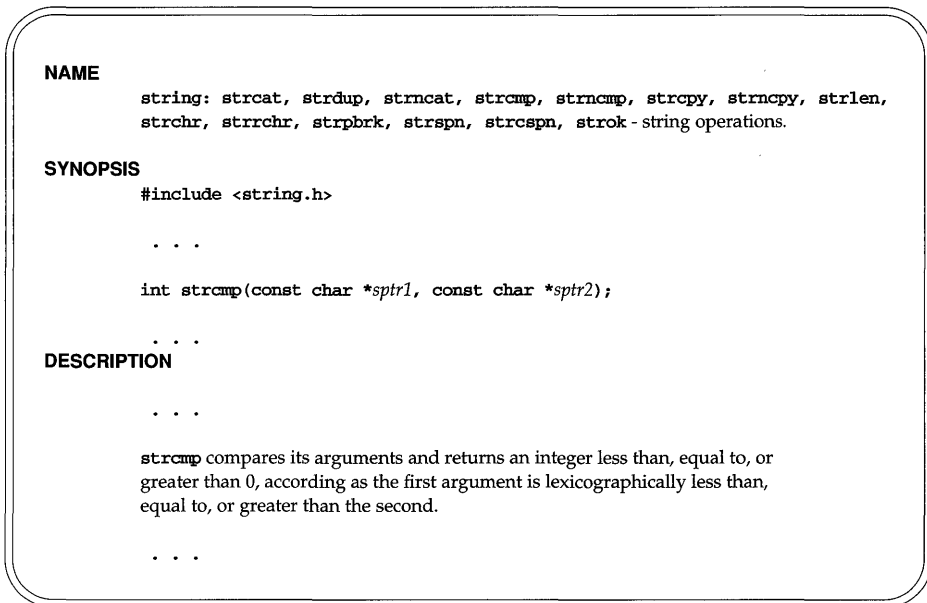 NAME
string: strcat, strdup, strncat, strcmp, strncmp, strcpy, strncpy, strlen,
strchr, strrchr, strpbrk, strspn, strcspn, strok - string operations.
SYNOPSIS
#include <string.h>
. . .
int strcmp(const char *sptr1, const char *sptr2);
. . .
DESCRIPTION
. . .
strcmp compares its arguments and returns an integer less than, equal to, or
greater than 0, according as the first argument is lexicographically less than,
equal to, or greater than the second.
. . .